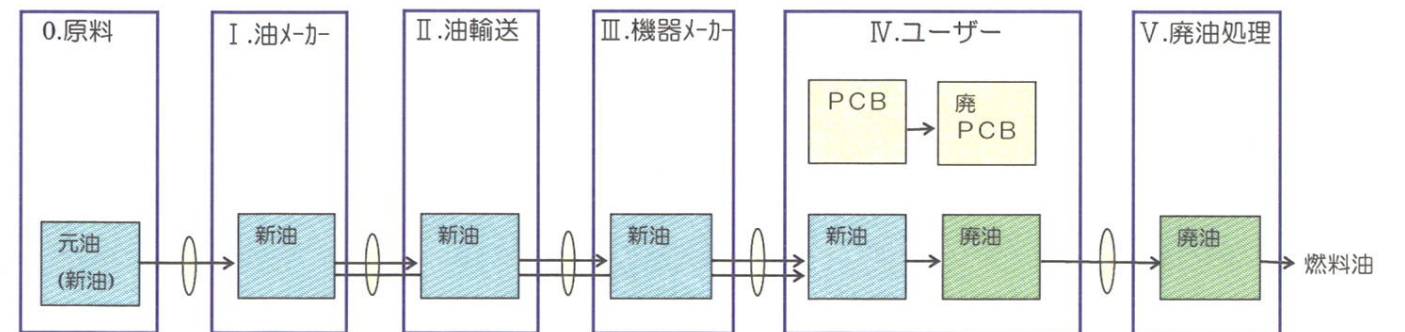 0.原料
Ⅰ.油ﾒｰｶｰ
Ⅱ.油輸送
Ⅲ.機器ﾒｰｶｰ
Ⅳ.ユーザー
Ⅴ.廃油処理
ＰＣＢ
廃
ＰＣＢ
元油
(新油)
新油
新油
新油
新油
廃油
廃油
燃料油